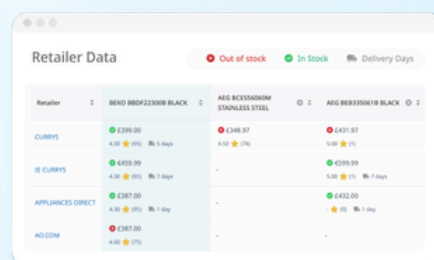 Retailer Data
Out of stock In Stock Delivery Days
Retailer BEKO BBDF22300B BLACK AEG BCE556060M STAINLESS STEEL AEG BEB335061B BLACK
CURRYS £399.00 £348.97 £431.97
4.30 (95) 5 days 4.50 (78) 5.00 (1)
IE CURRYS €459.99 - €599.99
4.30 (95) 7 days 5.00 (1) 7 days
APPLIANCES DIRECT £387.00 - £432.00
4.30 (95) 1 day - (0) 1 day
AO.COM £387.00 - -
4.60 (75)